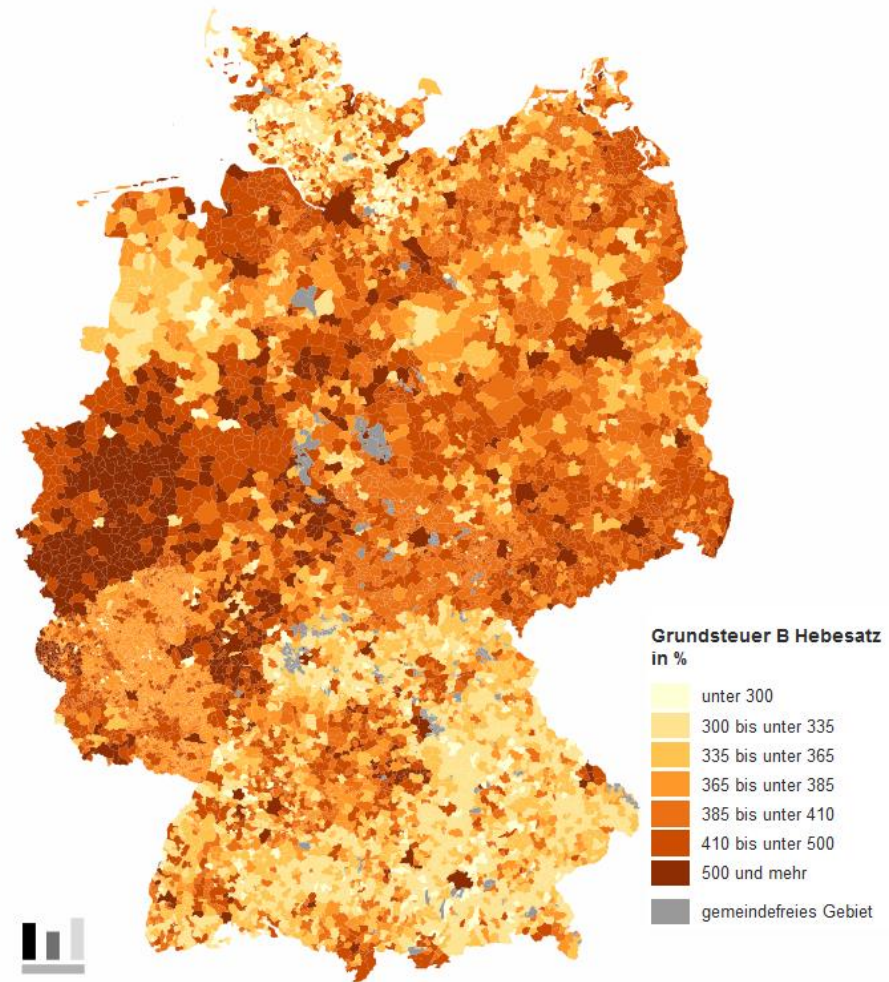 Grundsteuer B Hebesatz
in %
unter 300
300 bis unter 335
335 bis unter 365
365 bis unter 385
385 bis unter 410
410 bis unter 500
500 und mehr
gemeindefreies Gebiet